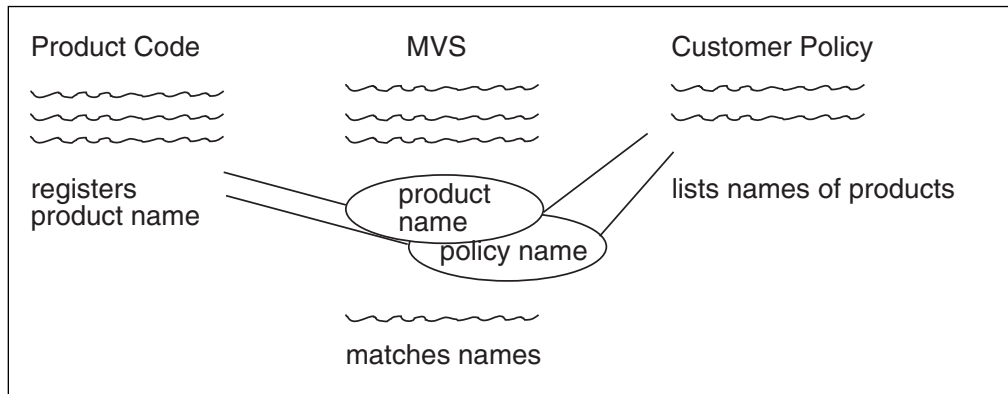 Product Code
MVS
Customer Policy
registers
product name
product
name
policy name
lists names of products
matches names